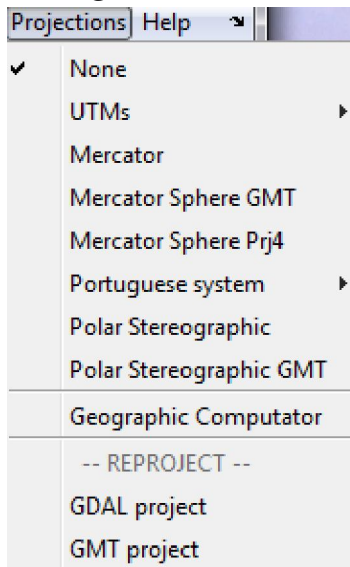 Projections Help
None
UTMs
Mercator
Mercator Sphere GMT
Mercator Sphere Prj4
Portuguese system
Polar Stereographic
Polar Stereographic GMT
Geographic Computator
-- REPROJECT --
GDAL project
GMT project